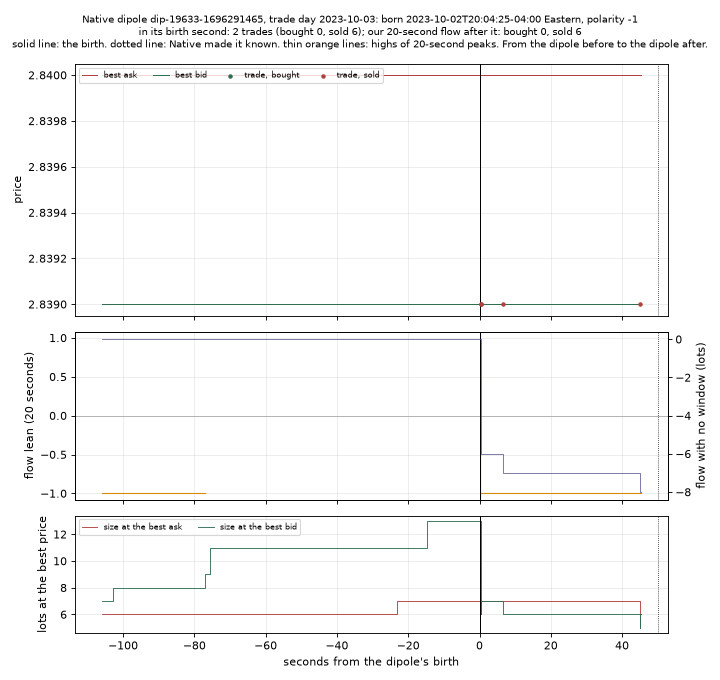 Native dipole dip-19633-1696291465, trade day 2023-10-03: born 2023-10-02T20:04:25-04:00 Eastern, polarity -1
in its birth second: 2 trades (bought 0, sold 6); our 20-second flow after it: bought 0, sold 6
solid line: the birth. dotted line: Native made it known. thin orange lines: highs of 20-second peaks. From the dipole before to the dipole after.
best ask best bid trade, bought trade, sold
2.8400
2.8398
2.8396
2.8394
2.8392
2.8390
price
1.0
0.5
0.0
−0.5
−1.0
flow lean (20 seconds)
0
−2
−4
−6
−8
flow with no window (lots)
size at the best ask size at the best bid
12
10
8
6
lots at the best price
−100 −80 −60 −40 −20 0 20 40
seconds from the dipole's birth